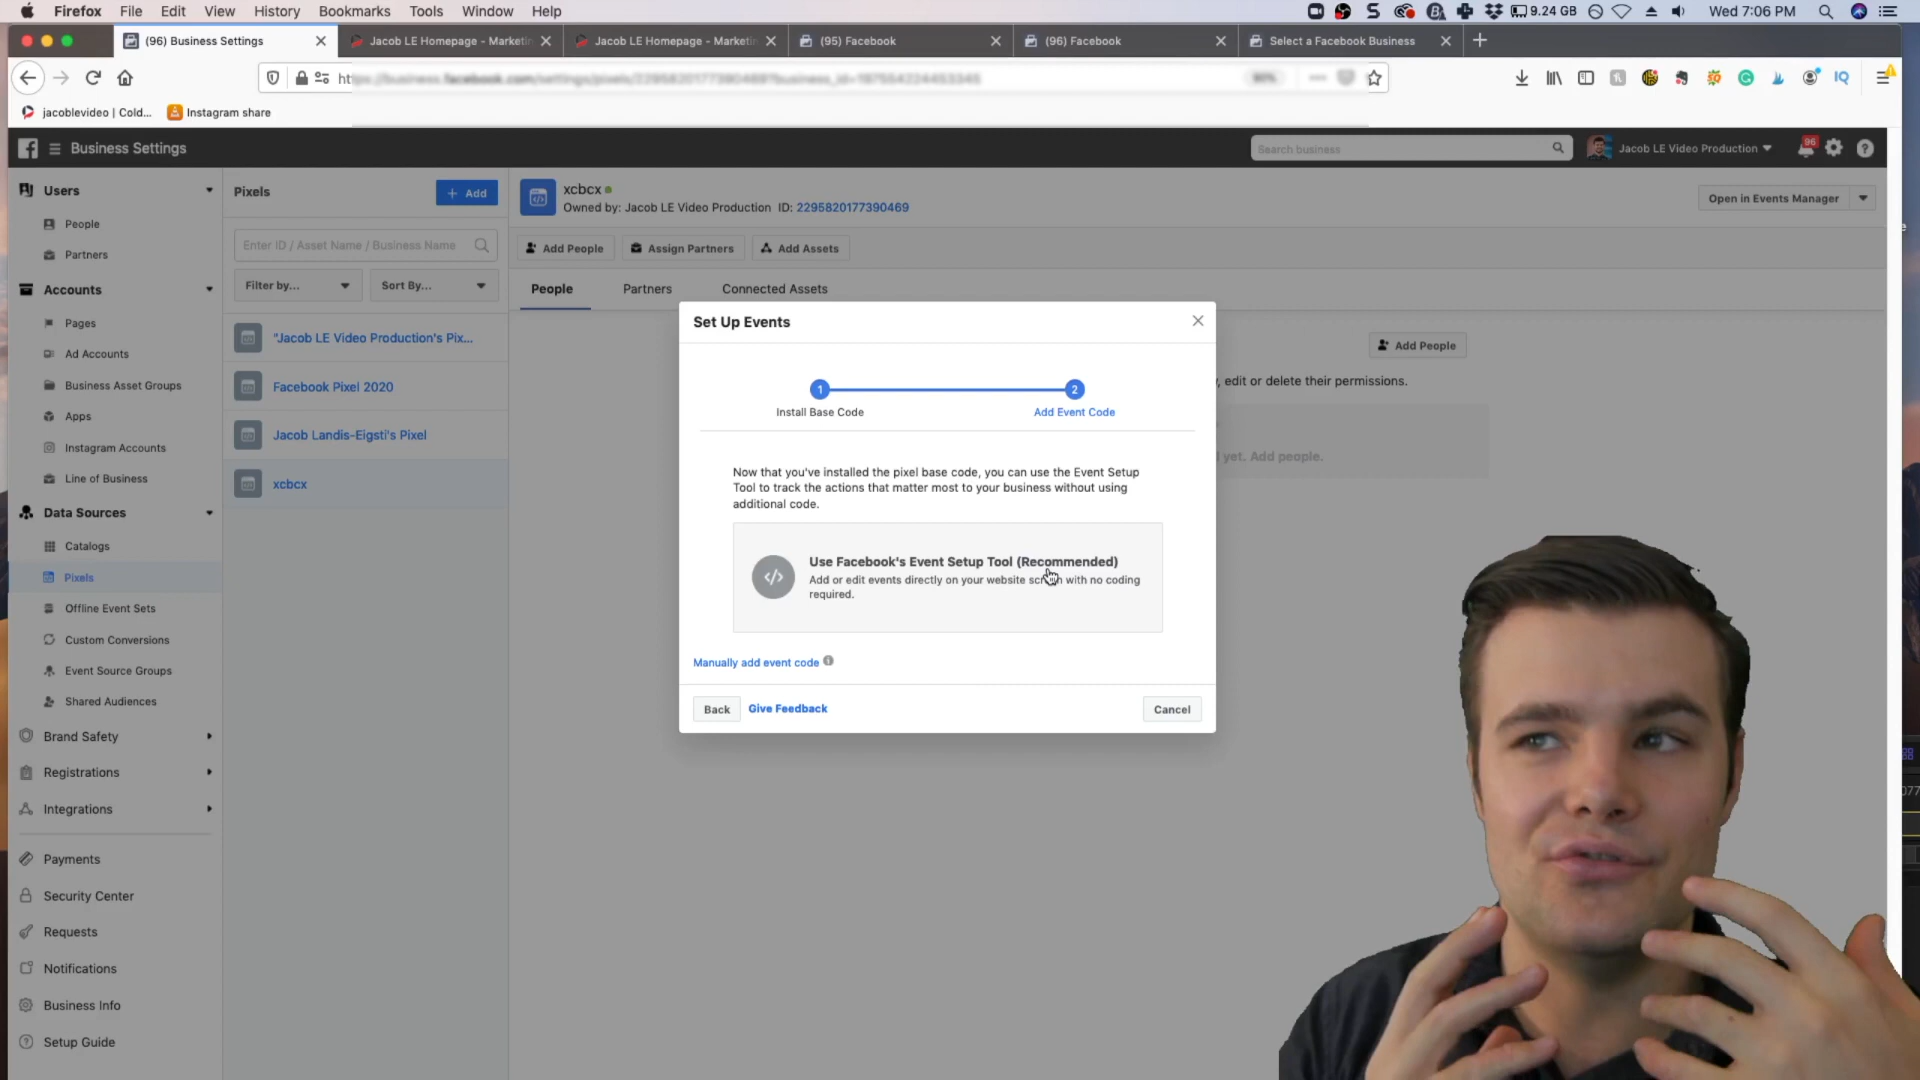 Firefox File Edit View History Bookmarks Tools Window Help 9.24 GB Wed 7:06 PM
(96) Business Settings Jacob LE Homepage - Marketin Jacob LE Homepage - Marketin (95) Facebook (96) Facebook Select a Facebook Business
jacoblevideo | Cold... Instagram share
Business Settings Search business Jacob LE Video Production 96
Users
People
Partners
Accounts
Pages
Ad Accounts
Business Asset Groups
Apps
Instagram Accounts
Line of Business
Data Sources
Catalogs
Pixels
Offline Event Sets
Custom Conversions
Event Source Groups
Shared Audiences
Brand Safety
Registrations
Integrations
Payments
Security Center
Requests
Notifications
Business Info
Setup Guide
Pixels + Add
Enter ID / Asset Name / Business Name
Filter by... Sort By...
"Jacob LE Video Production's Pix...
Facebook Pixel 2020
Jacob Landis-Eigsti's Pixel
xcbcx
xcbcx
Owned by: Jacob LE Video Production ID: 2295820177390469
Open in Events Manager
Add People Assign Partners Add Assets
People Partners Connected Assets
Add People
, edit or delete their permissions.
yet. Add people.
Set Up Events
1 2
Install Base Code Add Event Code
Now that you've installed the pixel base code, you can use the Event Setup
Tool to track the actions that matter most to your business without using
additional code.
Use Facebook's Event Setup Tool (Recommended)
Add or edit events directly on your website screen with no coding
required.
Manually add event code
Back Give Feedback Cancel